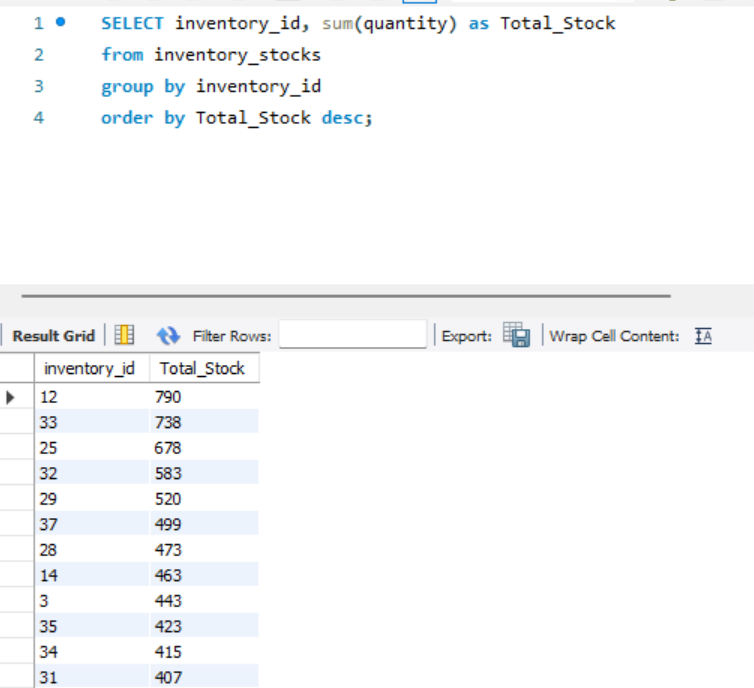 1 SELECT inventory_id, sum(quantity) as Total_Stock
2 from inventory_stocks
3 group by inventory_id
4 order by Total_Stock desc;
Result Grid Filter Rows: Export: Wrap Cell Content: IA
inventory_id Total_Stock
12 790
33 738
25 678
32 583
29 520
37 499
28 473
14 463
3 443
35 423
34 415
31 407